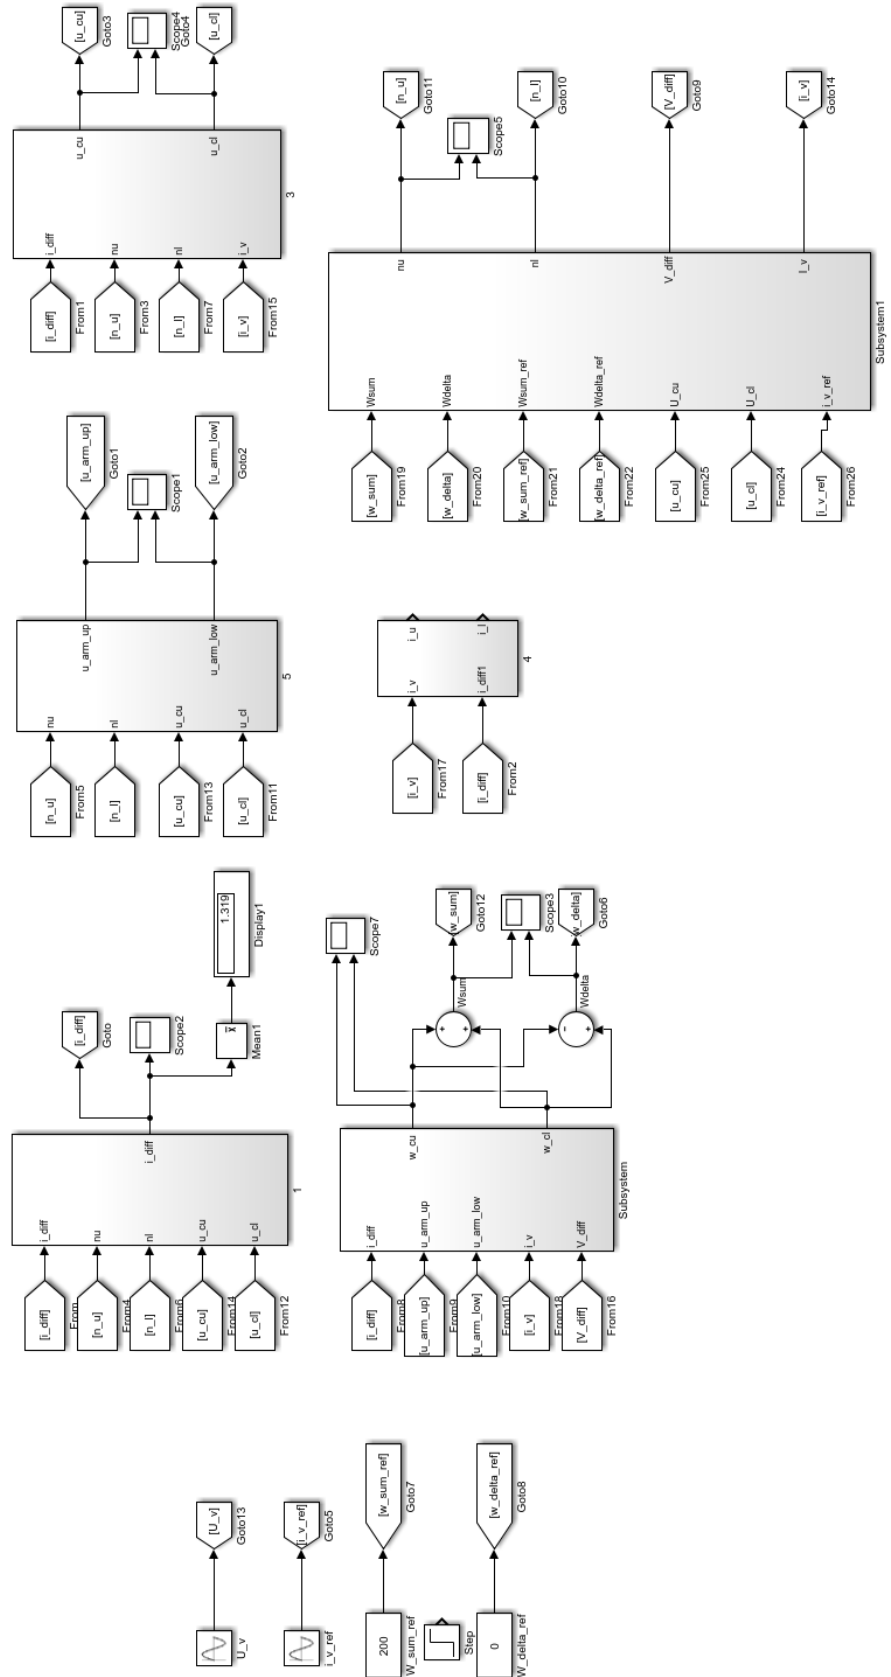 U_v
[U_v]
Goto13
i_v_ref
[i_v_ref]
Goto5
200
W_sum_ref
[w_sum_ref]
Goto7
Step
0
W_delta_ref
[w_delta_ref]
Goto8
[i_diff]
From
[n_u]
From4
[n_l]
From6
[u_cu]
From14
[u_cl]
From12
i_diff
nu
nl
u_cu
u_cl
i_diff
1
[i_diff]
Goto
Scope2
Mean1
1.319
Display1
[n_u]
From5
[n_l]
[u_cu]
From13
[u_cl]
From11
nu
nl
u_cu
u_cl
u_arm_up
u_arm_low
5
[u_arm_up]
Goto1
Scope1
[u_arm_low]
Goto2
[i_diff]
From1
[n_u]
From3
[n_l]
From7
[i_v]
From15
i_diff
nu
nl
i_v
u_cu
u_cl
3
[u_cu]
Goto3
Scope4
Goto4
[u_cl]
[i_diff]
From8
[u_arm_up]
From9
[u_arm_low]
From10
[i_v]
From18
[V_diff]
From16
i_diff
u_arm_up
u_arm_low
i_v
V_diff
w_cu
w_cl
Subsystem
Scope7
Wsum
[w_sum]
Goto12
Scope3
Wdelta
[w_delta]
Goto6
[i_v]
From17
[i_diff]
From2
i_v
i_diff1
i_u
i_l
4
[w_sum]
From19
[w_delta]
From20
[w_sum_ref]
From21
[w_delta_ref]
From22
[u_cu]
From25
[u_cl]
From24
[i_v_ref]
From26
Wsum
Wdelta
Wsum_ref
Wdelta_ref
U_cu
U_cl
i_v_ref
nu
nl
V_diff
I_v
Subsystem1
[n_u]
Goto11
Scope5
[n_l]
Goto10
[V_diff]
Goto9
[i_v]
Goto14